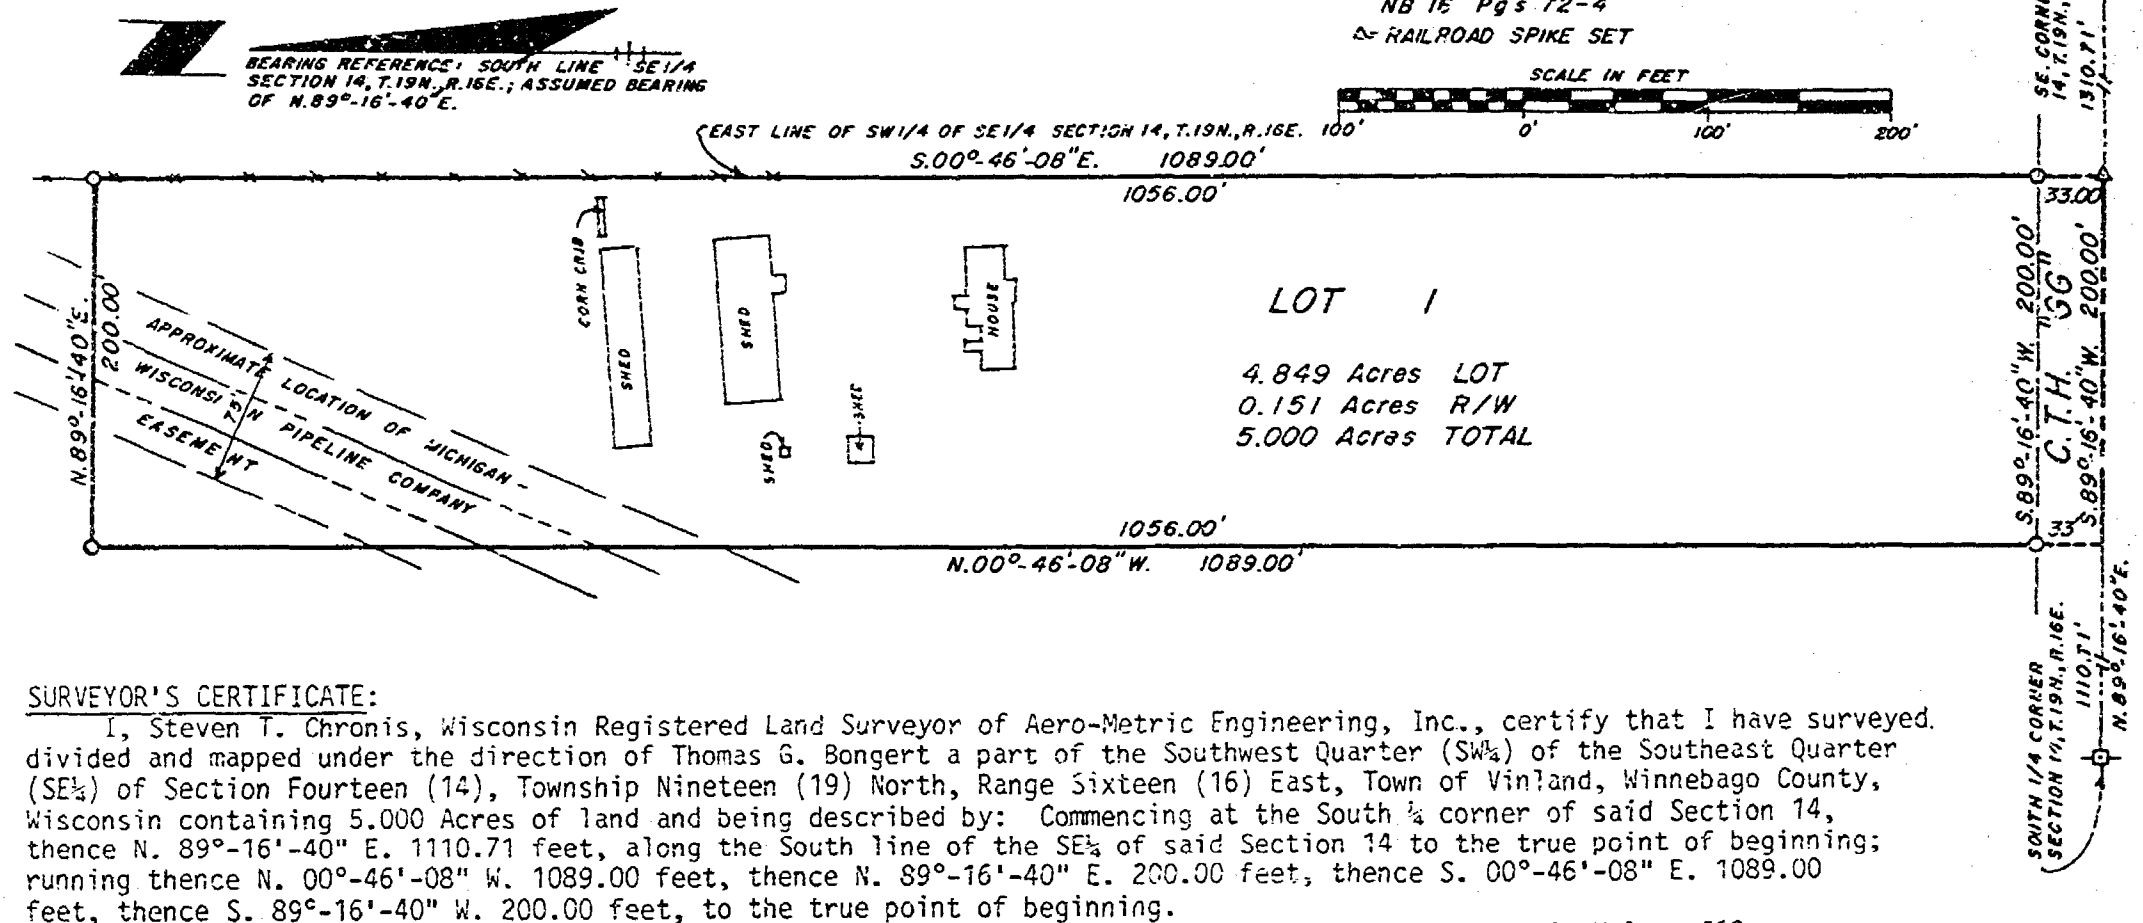 NB 16 Pgs 72-4
RAILROAD SPIKE SET
SCALE IN FEET
100' 0' 100' 200'
BEARING REFERENCE: SOUTH LINE SE1/4
SECTION 14, T.19N., R.16E.; ASSUMED BEARING
OF N.89°-16'-40"E.
EAST LINE OF SW1/4 OF SE1/4 SECTION 14, T.19N., R.16E.
S.00°-46'-08"E. 1089.00'
1056.00'
33.00'
SE. CORNER
14, T.19N.,
1310.71'
N.89°-16'-40"E.
200.00'
APPROXIMATE LOCATION OF MICHIGAN-
WISCONSIN PIPELINE COMPANY
EASEMENT
75'
CORN CRIB
SHED
SHED
SHED
HOUSE
LOT 1
4.849 Acres LOT
0.151 Acres R/W
5.000 Acres TOTAL
S.89°-16'-40"W. 200.00'
C.T.H. "GG"
S.89°-16'-40"W. 200.00'
33'
1056.00'
N.00°-46'-08"W. 1089.00'
SOUTH 1/4 CORNER
SECTION 14, T.19N., R.16E.
1110.71'
N.89°-16'-40"E.
SURVEYOR'S CERTIFICATE:
I, Steven T. Chronis, Wisconsin Registered Land Surveyor of Aero-Metric Engineering, Inc., certify that I have surveyed.
divided and mapped under the direction of Thomas G. Bongert a part of the Southwest Quarter (SW¼) of the Southeast Quarter
(SE¼) of Section Fourteen (14), Township Nineteen (19) North, Range Sixteen (16) East, Town of Vinland, Winnebago County,
Wisconsin containing 5.000 Acres of land and being described by: Commencing at the South ¼ corner of said Section 14,
thence N. 89°-16'-40" E. 1110.71 feet, along the South line of the SE¼ of said Section 14 to the true point of beginning;
running thence N. 00°-46'-08" W. 1089.00 feet, thence N. 89°-16'-40" E. 200.00 feet, thence S. 00°-46'-08" E. 1089.00
feet, thence S. 89°-16'-40" W. 200.00 feet, to the true point of beginning.